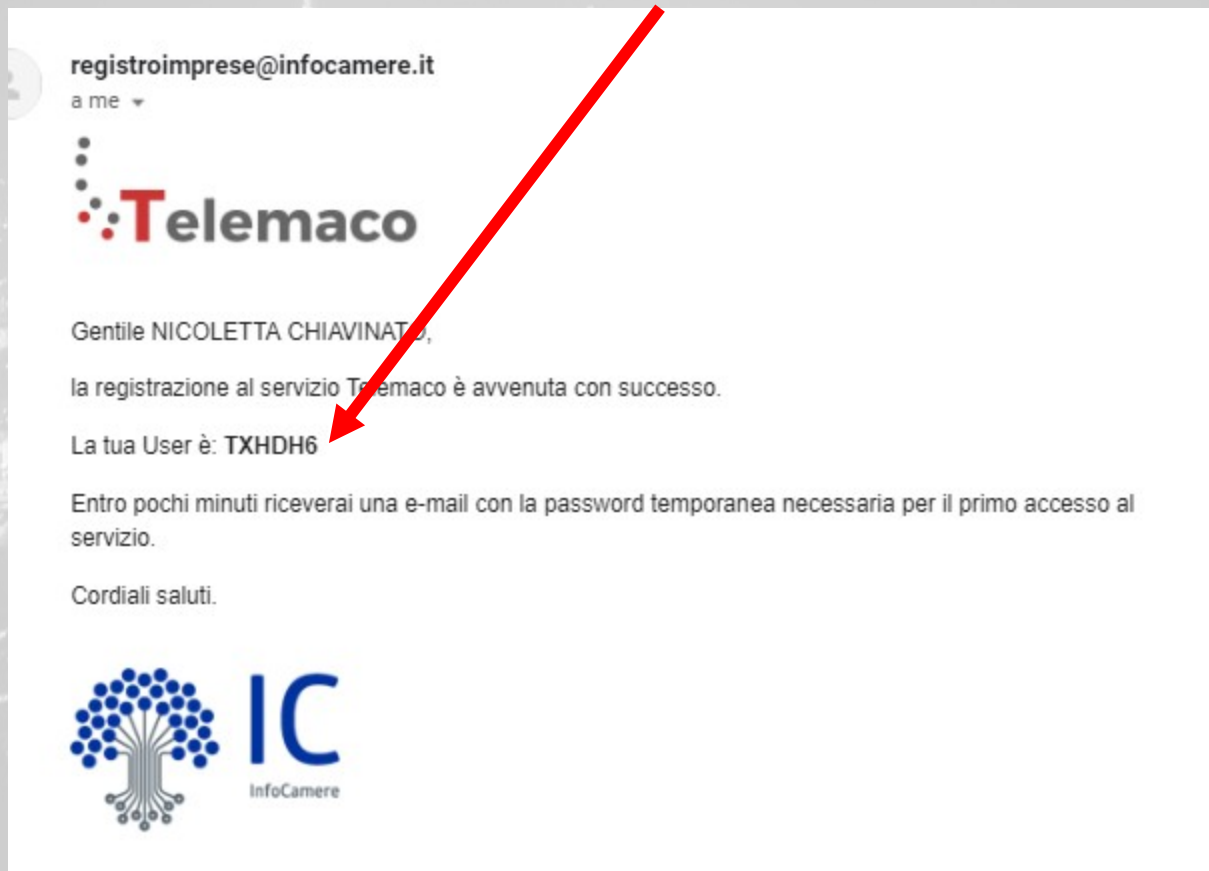 registroimprese@infocamere.it
a me
Telemaco
Gentile NICOLETTA CHIAVINATO,
la registrazione al servizio Telemaco è avvenuta con successo.
La tua User è: TXHDH6
Entro pochi minuti riceverai una e-mail con la password temporanea necessaria per il primo accesso al
servizio.
Cordiali saluti.
IC
InfoCamere